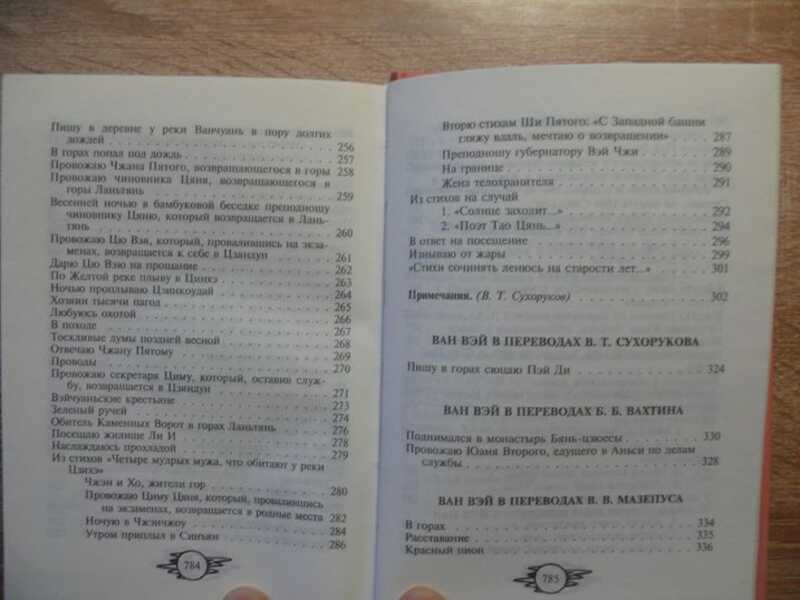 Пишу в деревне у реки Ванчуань в пору долгих
дождей . . . . . . . . . . . . . . . . . . . . 256
В горах попал под дождь . . . . . . . . . . . . 257
Провожаю Чжана Пятого, возвращающегося в горы 258
Провожаю чиновника Цяня, возвращающегося в
горы Ланьтянь . . . . . . . . . . . . . . . . . 259
Весенней ночью в бамбуковой беседке преподношу
чиновнику Цяню, который возвращается в Лань-
тянь . . . . . . . . . . . . . . . . . . . . . 260
Провожаю Цю Вэя, который, провалившись на экза-
менах, возвращается к себе в Цзяндун . . . . . 261
Дарю Цю Вэю на прощание . . . . . . . . . . . . 262
По Желтой реке плыву в Цинхэ . . . . . . . . . 263
Ночью проплываю Цзинкоудай . . . . . . . . . . 264
Хозяин тысячи пагод . . . . . . . . . . . . . . 265
Любуюсь охотой . . . . . . . . . . . . . . . . 266
В походе . . . . . . . . . . . . . . . . . . . 267
Тоскливые думы поздней весной . . . . . . . . . 268
Отвечаю Чжану Пятому . . . . . . . . . . . . . 269
Проводы . . . . . . . . . . . . . . . . . . . . 270
Провожаю секретаря Циму, который, оставив служ-
бу, возвращается в Цзяндун . . . . . . . . . . 271
Вэйчуаньские крестьяне . . . . . . . . . . . . 273
Зеленый ручей . . . . . . . . . . . . . . . . . 274
Обитель Каменных Ворот в горах Ланьтянь . . . . 276
Посещаю жилище Ли И . . . . . . . . . . . . . . 278
Наслаждаюсь прохладой . . . . . . . . . . . . . 279
Из стихов «Четыре мудрых мужа, что обитают у реки
Цзихэ»
Чжэн и Хо, жители гор . . . . . . . . . . . . . 280
Провожаю Циму Цяня, который, провалившись
на экзаменах, возвращается в родные места 282
Ночую в Чжэнчжоу . . . . . . . . . . . . . . . 284
Утром приплыл в Синъян . . . . . . . . . . . . 286
784
Вторю стихам Ши Пятого: «С Западной башни
гляжу вдаль, мечтаю о возвращении» . . . . 287
Преподношу губернатору Вэй Чжи . . . . . . 289
На границе . . . . . . . . . . . . . . . . 290
Жена телохранителя . . . . . . . . . . . . 291
Из стихов на случай
1. «Солнце заходит...» . . . . . . . . . . 292
2. «Поэт Тао Цянь...» . . . . . . . . . . . 294
В ответ на посещение . . . . . . . . . . . 296
Изнываю от жары . . . . . . . . . . . . . . 299
«Стихи сочинять ленюсь на старости лет...» . . 301
Примечания. (В. Т. Сухоруков) . . . . . . . 302
ВАН ВЭЙ В ПЕРЕВОДАХ В. Т. СУХОРУКОВА
Пишу в горах сюцаю Пэй Ди . . . . . . . . . 324
ВАН ВЭЙ В ПЕРЕВОДАХ Б. Б. ВАХТИНА
Поднимался в монастырь Бянь-цзюесы . . . . 330
Провожаю Юаня Второго, едущего в Аньси по делам
службы . . . . . . . . . . . . . . . . . . 328
ВАН ВЭЙ В ПЕРЕВОДАХ В. В. МАЗЕПУСА
В горах . . . . . . . . . . . . . . . . . . 334
Расставание . . . . . . . . . . . . . . . . 335
Красный пион . . . . . . . . . . . . . . . 336
785